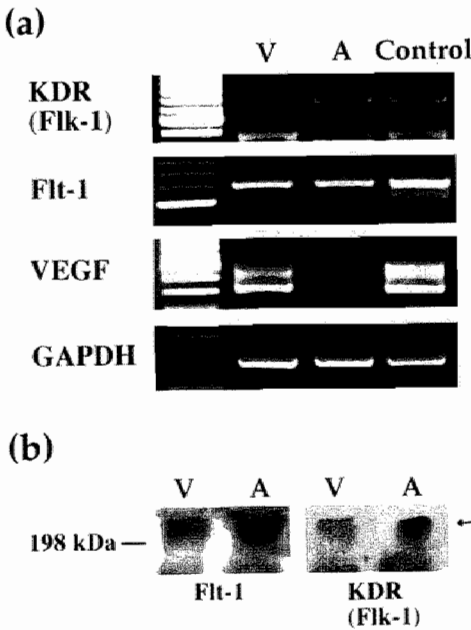 (a)
V A Control
KDR
(Flk-1)
Flt-1
VEGF
GAPDH
(b)
V A V A
198 kDa
Flt-1 KDR
(Flk-1)